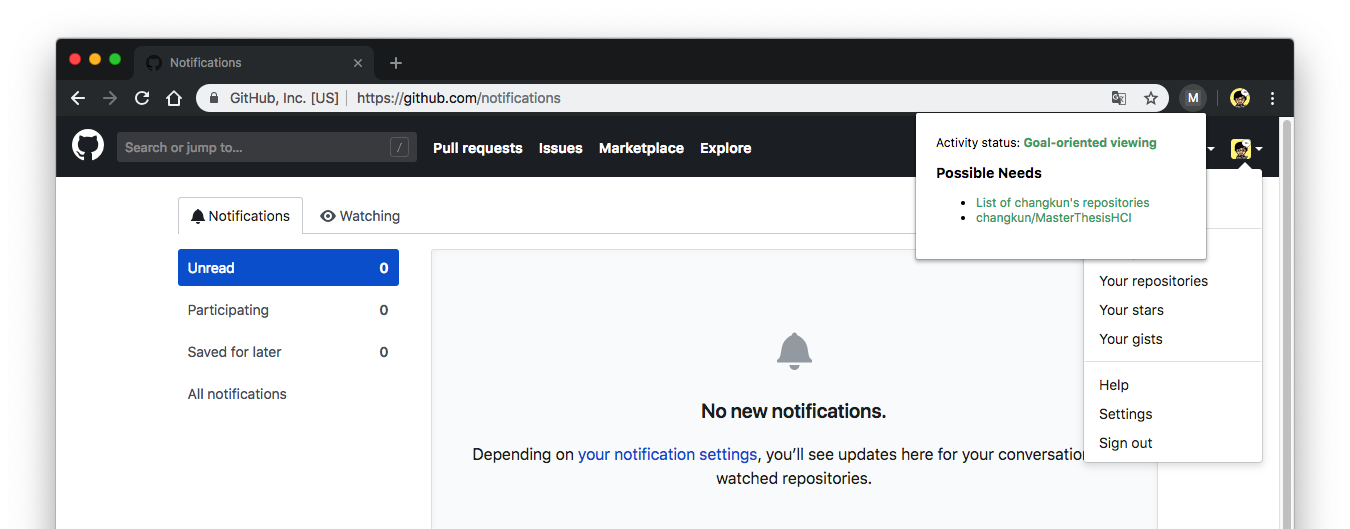 Notifications
GitHub, Inc. [US]
https://github.com/notifications
M
Search or jump to...
/
Pull requests
Issues
Marketplace
Explore
Activity status: Goal-oriented viewing
Possible Needs
List of changkun's repositories
changkun/MasterThesisHCI
Notifications
Watching
Unread 0
Participating 0
Saved for later 0
All notifications
No new notifications.
Depending on your notification settings, you’ll see updates here for your
watched repositories.
Your repositories
Your stars
Your gists
Help
Settings
Sign out